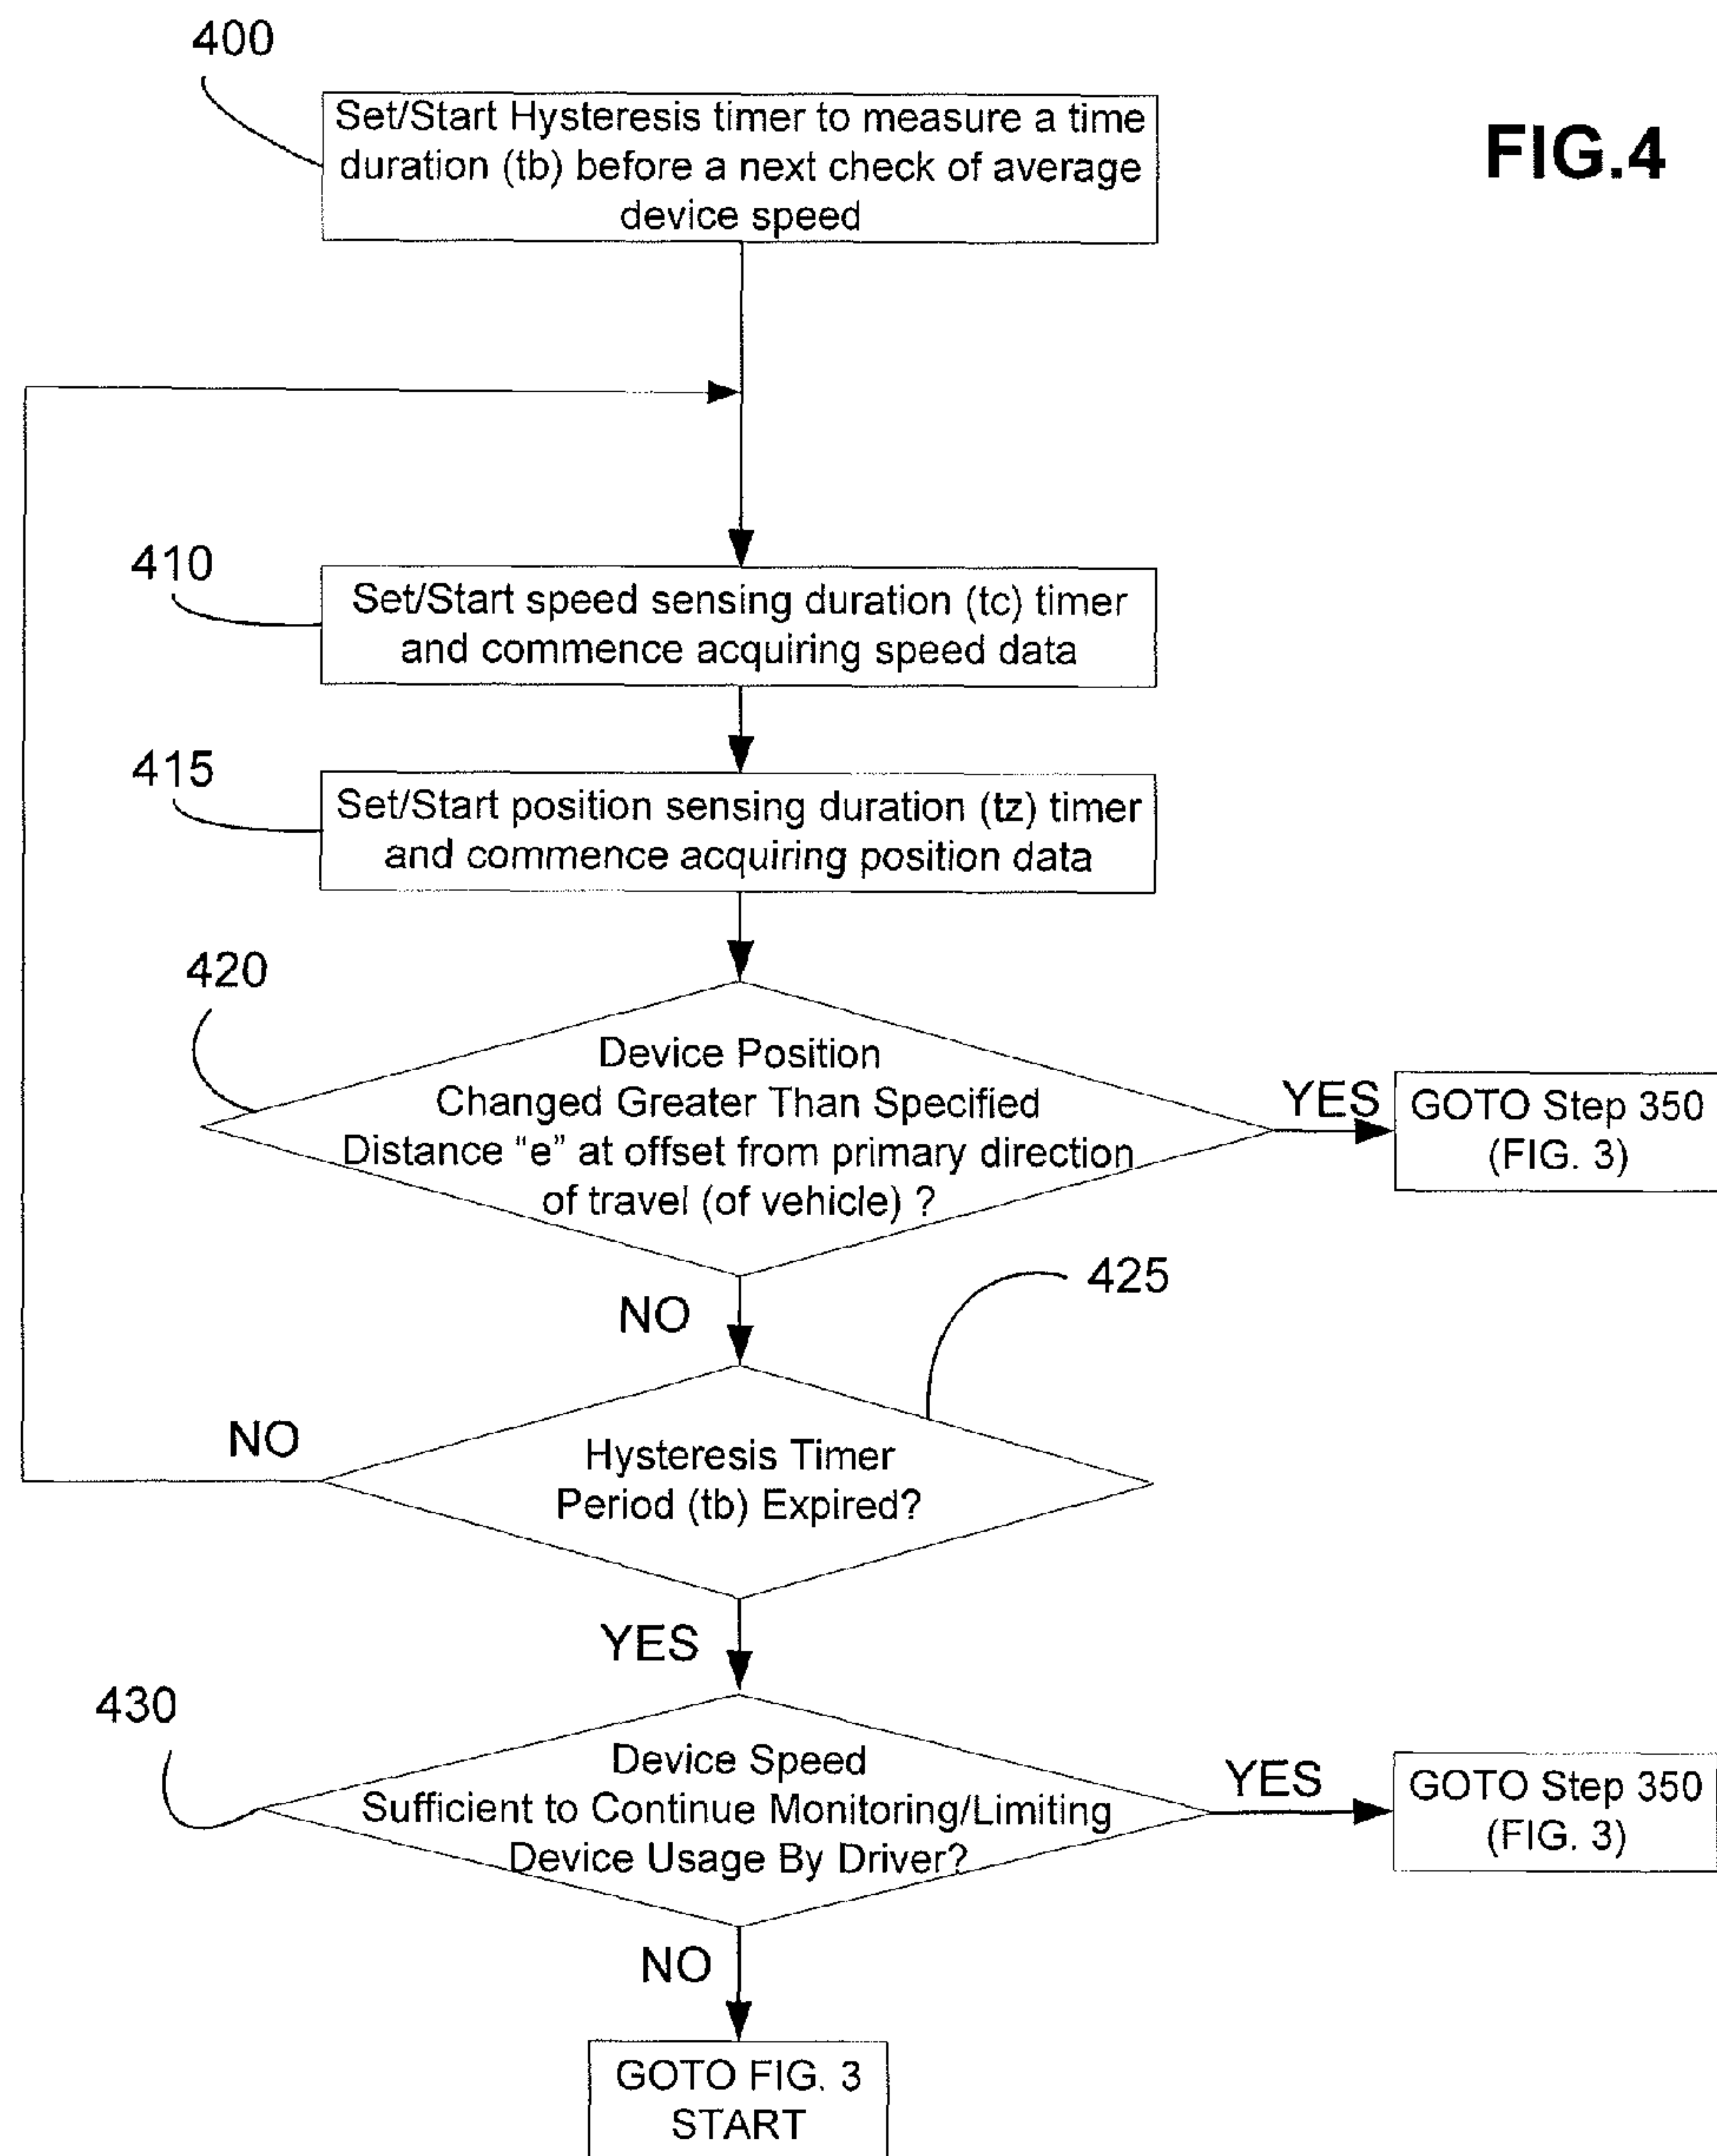 400
Set/Start Hysteresis timer to measure a time
duration (tb) before a next check of average
device speed
FIG.4
410
Set/Start speed sensing duration (tc) timer
and commence acquiring speed data
415
Set/Start position sensing duration (tz) timer
and commence acquiring position data
420
Device Position
Changed Greater Than Specified
Distance “e” at offset from primary direction
of travel (of vehicle) ?
YES
GOTO Step 350
(FIG. 3)
NO
425
NO
Hysteresis Timer
Period (tb) Expired?
YES
430
Device Speed
Sufficient to Continue Monitoring/Limiting
Device Usage By Driver?
YES
GOTO Step 350
(FIG. 3)
NO
GOTO FIG. 3
START